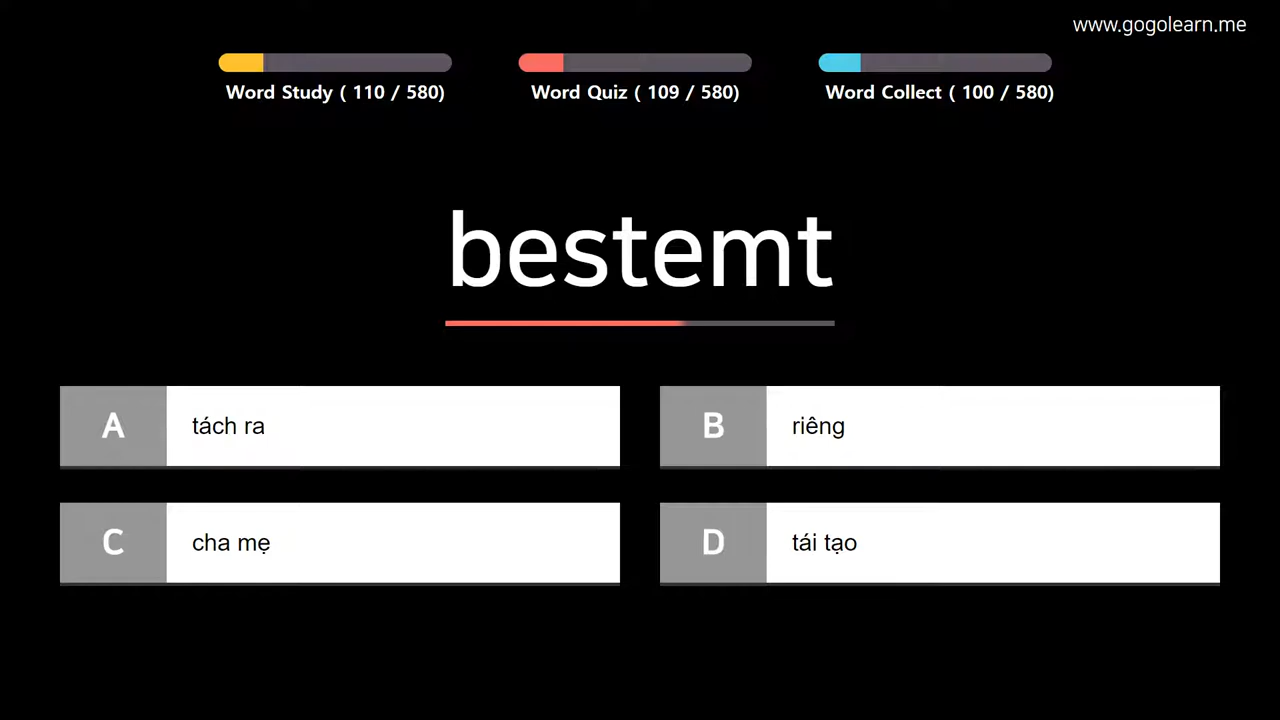 www.gogolearn.me
Word Study ( 110 / 580)
Word Quiz ( 109 / 580)
Word Collect ( 100 / 580)
bestemt
A tách ra
B riêng
C cha mẹ
D tái tạo